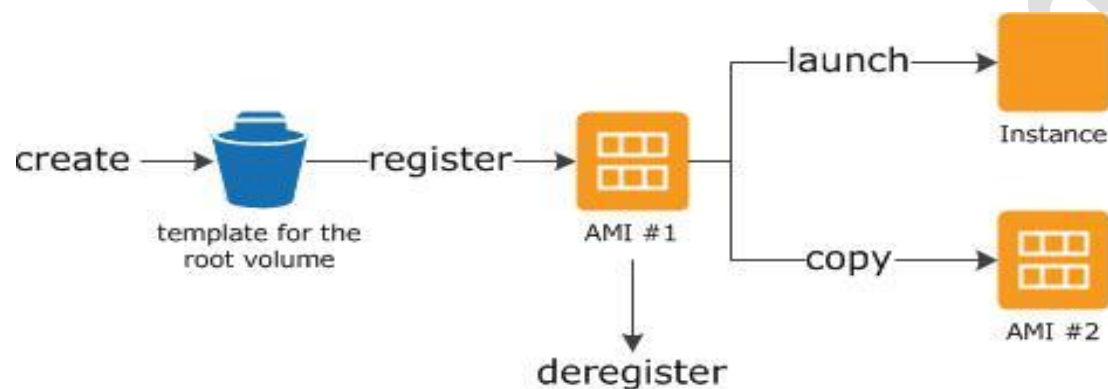 launch
Instance
create
register
template for the
root volume
AMI #1
copy
AMI #2
deregister